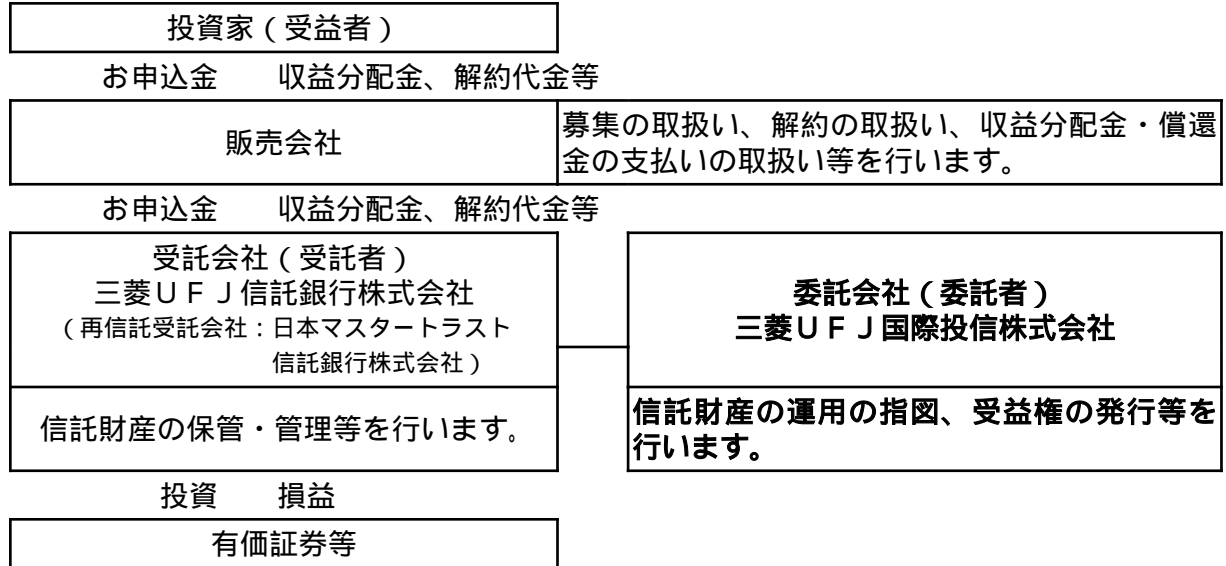 投資家（受益者）
お申込金　　収益分配金、解約代金等
販売会社
募集の取扱い、解約の取扱い、収益分配金・償還
金の支払いの取扱い等を行います。
お申込金　　収益分配金、解約代金等
受託会社（受託者）
三菱ＵＦＪ信託銀行株式会社
（再信託受託会社：日本マスタートラスト
信託銀行株式会社）
信託財産の保管・管理等を行います。
委託会社（委託者）
三菱ＵＦＪ国際投信株式会社
信託財産の運用の指図、受益権の発行等を
行います。
投資　　損益
有価証券等